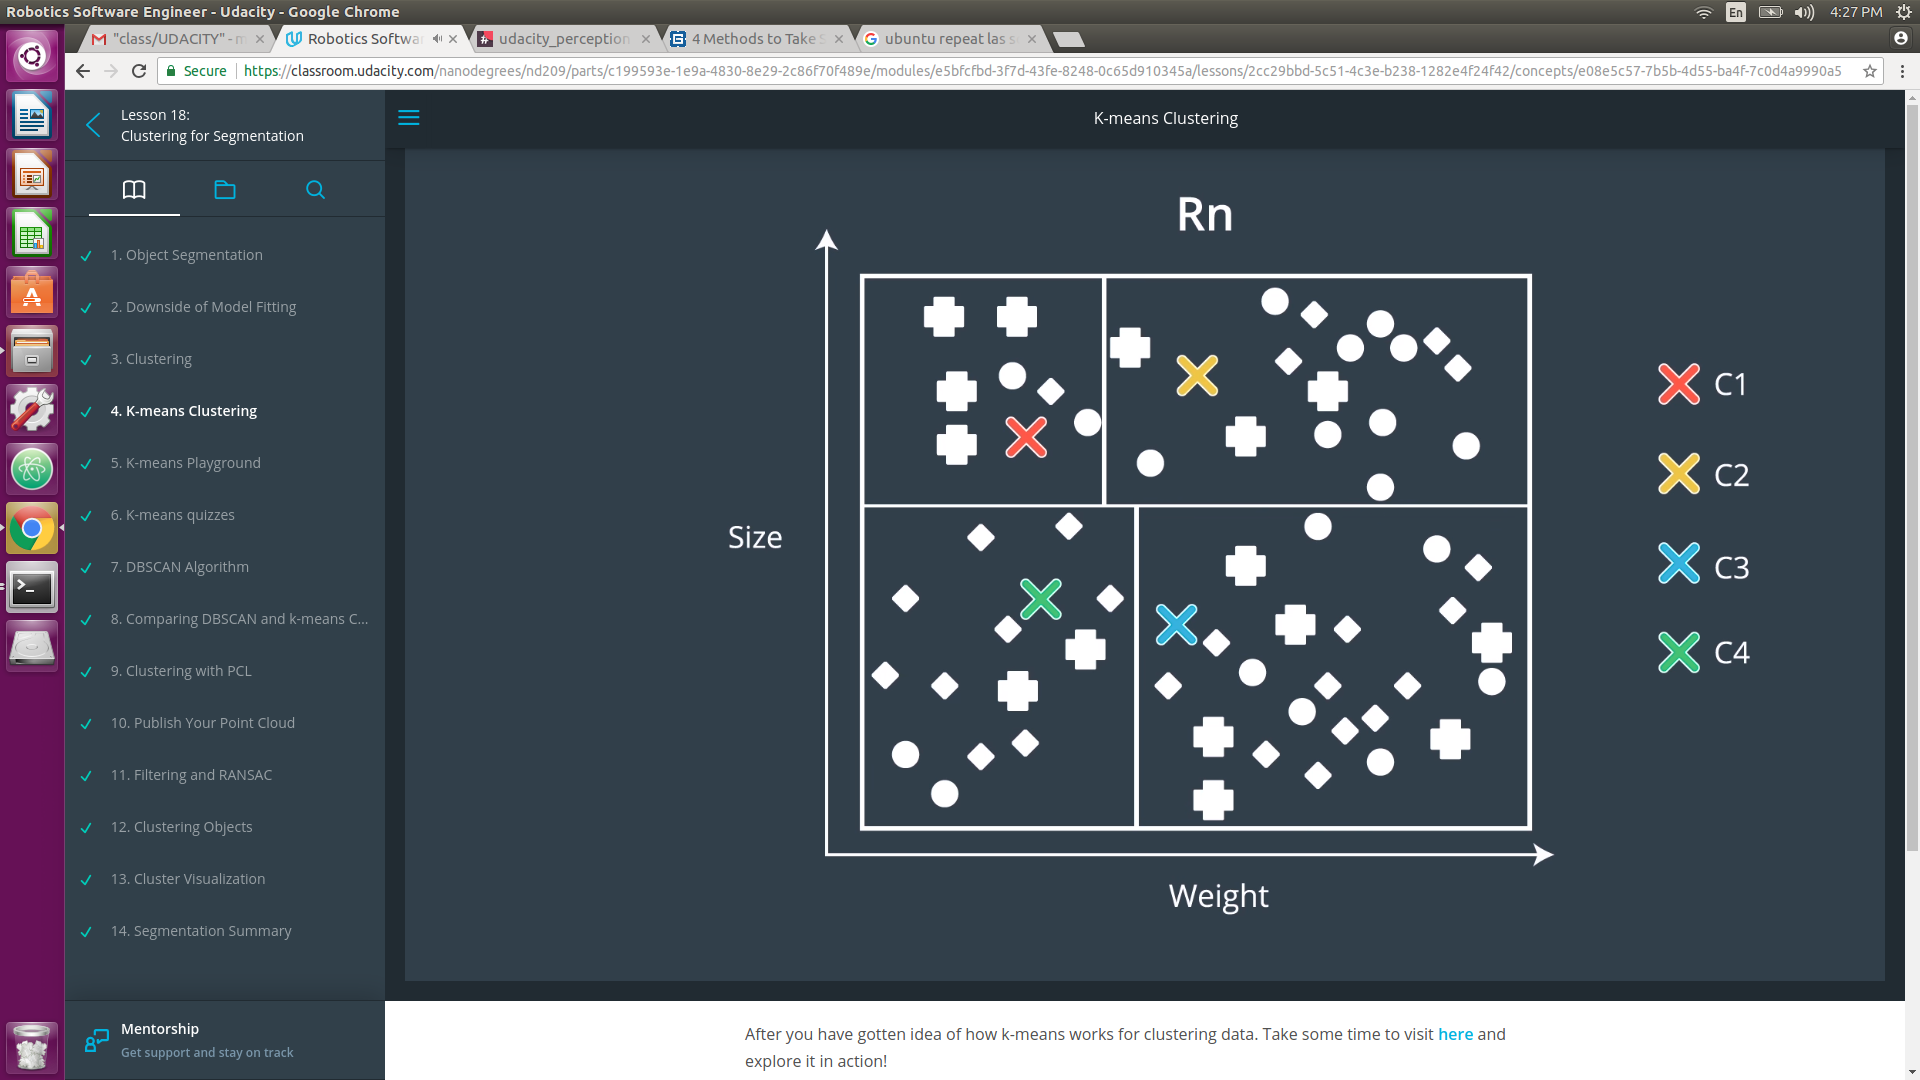 Robotics Software Engineer - Udacity - Google Chrome
En
4:27 PM
"class/UDACITY" - m
Robotics Softwa
udacity_perception
4 Methods to Take S
ubuntu repeat las s
Secure
https://classroom.udacity.com/nanodegrees/nd209/parts/c199593e-1e9a-4830-8e29-2c86f70f489e/modules/e5bfcfbd-3f7d-43fe-8248-0c65d910345a/lessons/2cc29bbd-5c51-4c3e-b238-1282e4f24f42/concepts/e08e5c57-7b5b-4d55-ba4f-7c0d4a9990a5
Lesson 18:
Clustering for Segmentation
1. Object Segmentation
2. Downside of Model Fitting
3. Clustering
4. K-means Clustering
5. K-means Playground
6. K-means quizzes
7. DBSCAN Algorithm
8. Comparing DBSCAN and k-means C...
9. Clustering with PCL
10. Publish Your Point Cloud
11. Filtering and RANSAC
12. Clustering Objects
13. Cluster Visualization
14. Segmentation Summary
Mentorship
Get support and stay on track
K-means Clustering
Rn
Size
Weight
C1
C2
C3
C4
After you have gotten idea of how k-means works for clustering data. Take some time to visit here and
explore it in action!